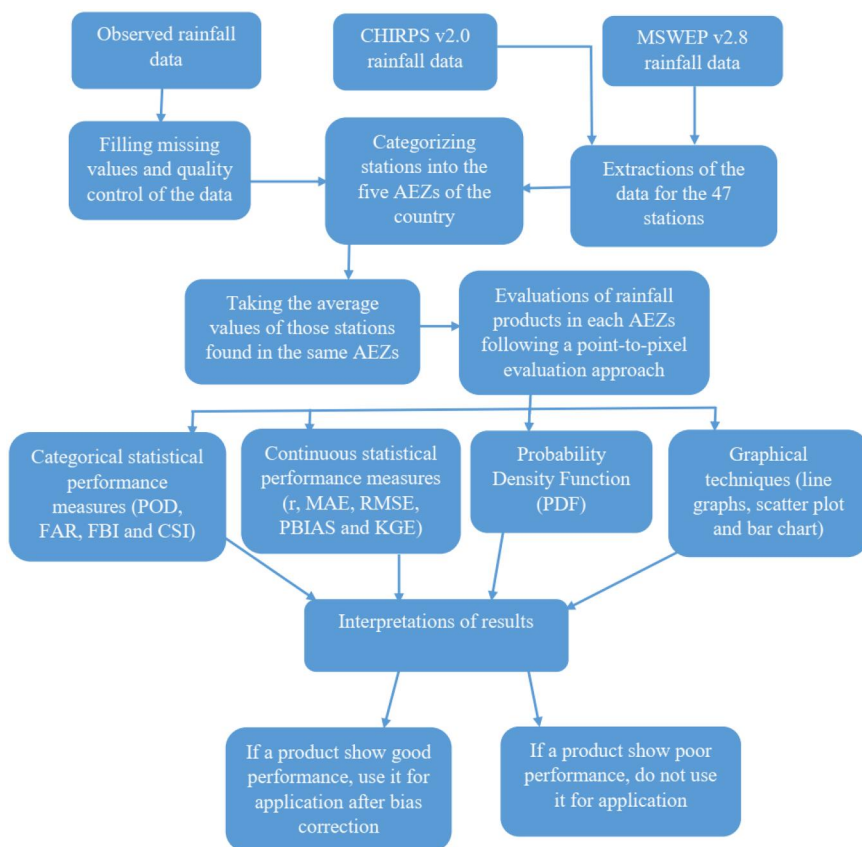 Observed rainfall
data
CHIRPS v2.0
rainfall data
MSWEP v2.8
rainfall data
Filling missing
values and quality
control of the data
Categorizing
stations into the
five AEZs of the
country
Extractions of the
data for the 47
stations
Taking the average
values of those stations
found in the same AEZs
Evaluations of rainfall
products in each AEZs
following a point-to-pixel
evaluation approach
Categorical statistical
performance
measures (POD,
FAR, FBI and CSI)
Continuous statistical
performance measures
(r, MAE, RMSE,
PBIAS and KGE)
Probability
Density Function
(PDF)
Graphical
techniques (line
graphs, scatter plot
and bar chart)
Interpretations of results
If a product show good
performance, use it for
application after bias
correction
If a product show poor
performance, do not use
it for application